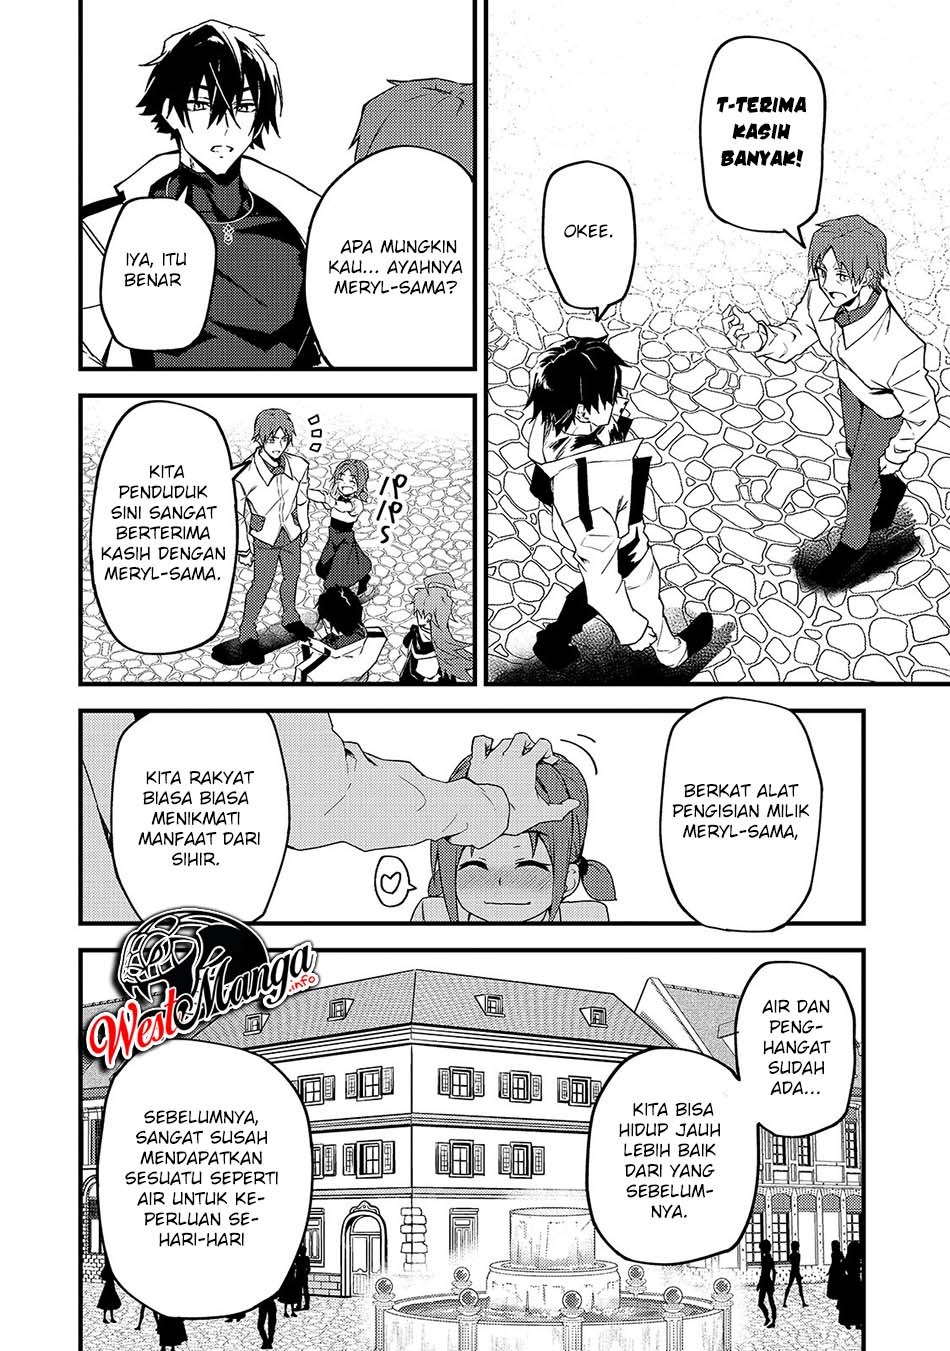 T-TERIMA
KASIH
BANYAK!
OKEE.
APA MUNGKIN
KAU... AYAHNYA
MERYL-SAMA?
IYA, ITU
BENAR
KITA
PENDUDUK
SINI SANGAT
BERTERIMA
KASIH DENGAN
MERYL-SAMA.
BERKAT ALAT
PENGISIAN MILIK
MERYL-SAMA,
KITA RAKYAT
BIASA BIASA
MENIKMATI
MANFAAT DARI
SIHIR.
AIR DAN
PENG-
HANGAT
SUDAH
ADA...
KITA BISA
HIDUP JAUH
LEBIH BAIK
DARI YANG
SEBELUM-
NYA.
SEBELUMNYA,
SANGAT SUSAH
MENDAPATKAN
SESUATU SEPERTI
AIR UNTUK KE-
PERLUAN SE-
HARI-HARI
WestManga
.info